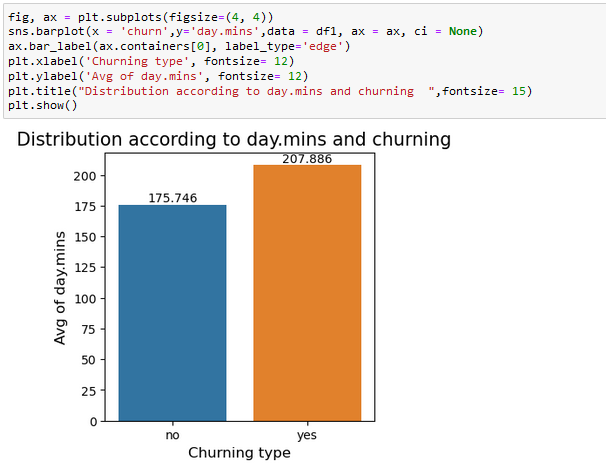 fig, ax = plt.subplots(figsize=(4, 4))
sns.barplot(x = 'churn',y='day.mins',data = df1, ax = ax, ci = None)
ax.bar_label(ax.containers[0], label_type='edge')
plt.xlabel('Churning type', fontsize= 12)
plt.ylabel('Avg of day.mins', fontsize= 12)
plt.title("Distribution according to day.mins and churning  ",fontsize= 15)
plt.show()
Distribution according to day.mins and churning
207.886
175.746
200
175
150
125
100
75
50
25
0
Avg of day.mins
no yes
Churning type